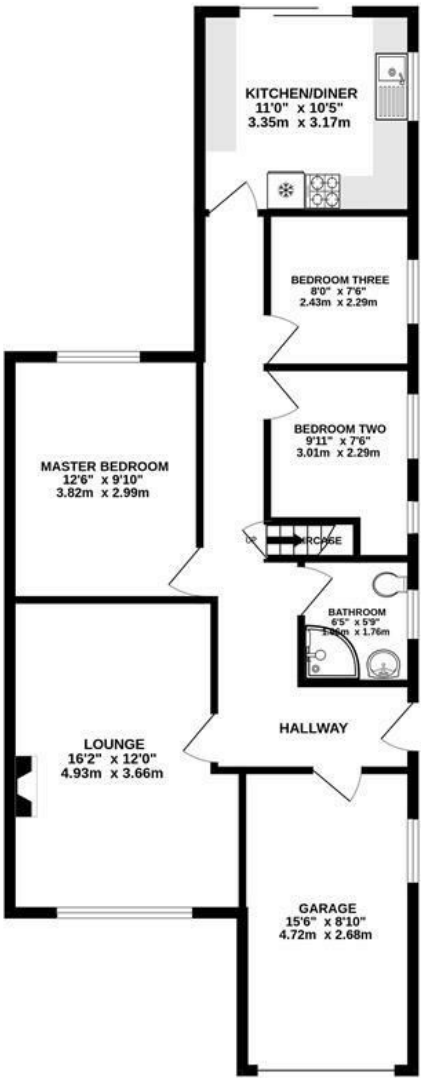 KITCHEN/DINER
11'0" x 10'5"
3.35m x 3.17m
BEDROOM THREE
8'0" x 7'6"
2.43m x 2.29m
BEDROOM TWO
9'11" x 7'6"
3.01m x 2.29m
MASTER BEDROOM
12'6" x 9'10"
3.82m x 2.99m
UP
BATHROOM
6'5" x 5'9"
x 1.76m
HALLWAY
LOUNGE
16'2" x 12'0"
4.93m x 3.66m
GARAGE
15'6" x 8'10"
4.72m x 2.68m